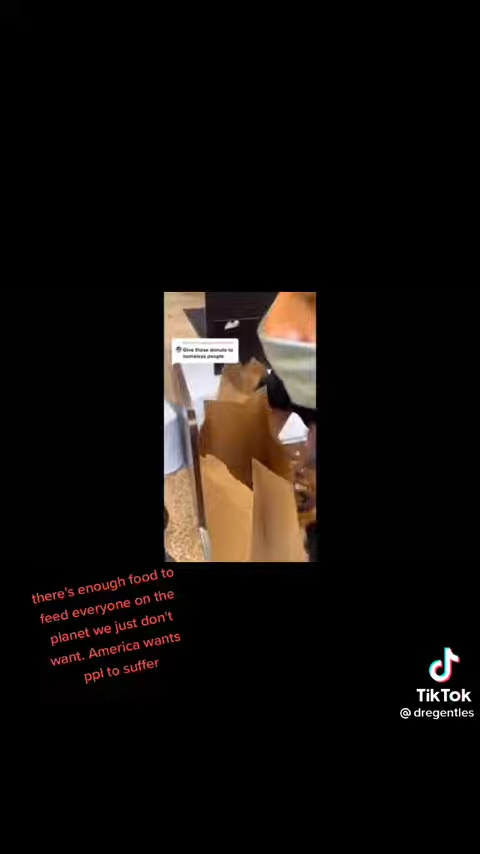 Give these donuts to
homeless people
there's enough food to
feed everyone on the
planet we just don't
want. America wants
ppl to suffer
TikTok
@ dregentles